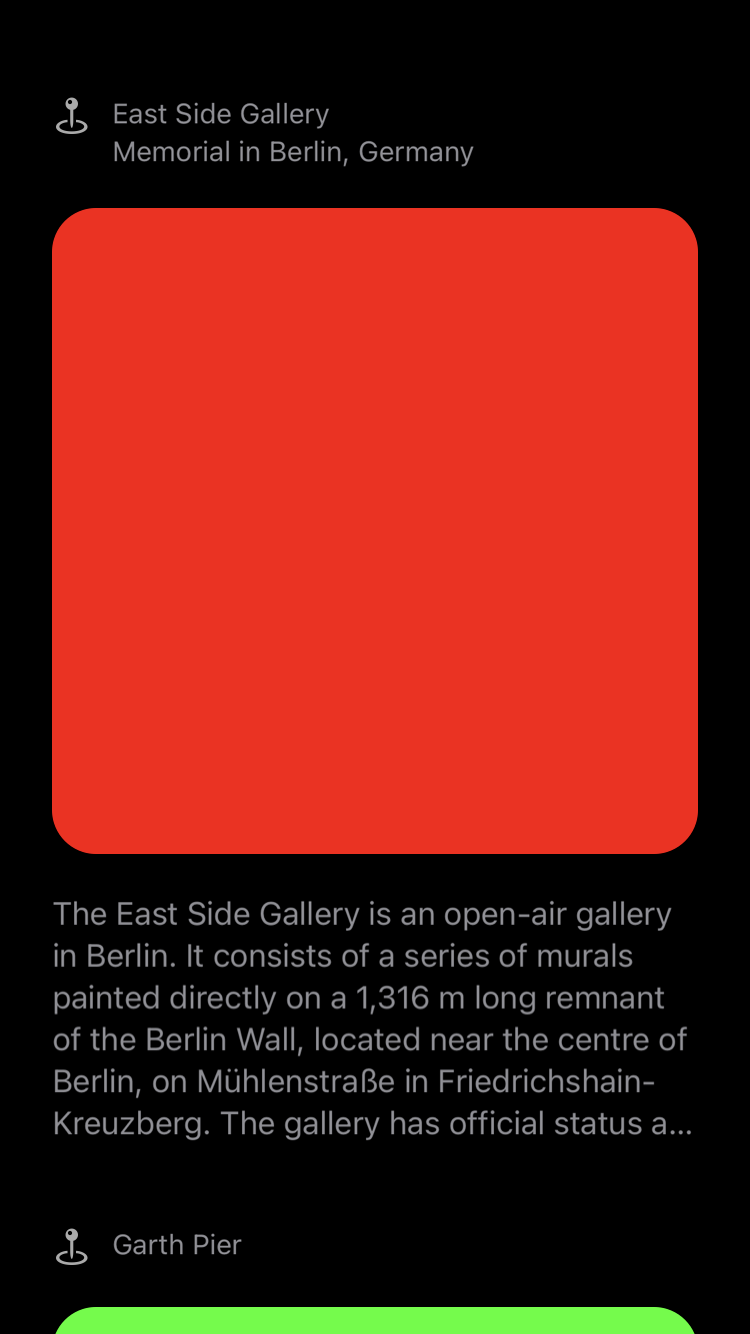 East Side Gallery
Memorial in Berlin, Germany
The East Side Gallery is an open-air gallery
in Berlin. It consists of a series of murals
painted directly on a 1,316 m long remnant
of the Berlin Wall, located near the centre of
Berlin, on Mühlenstraße in Friedrichshain-
Kreuzberg. The gallery has official status a...
Garth Pier